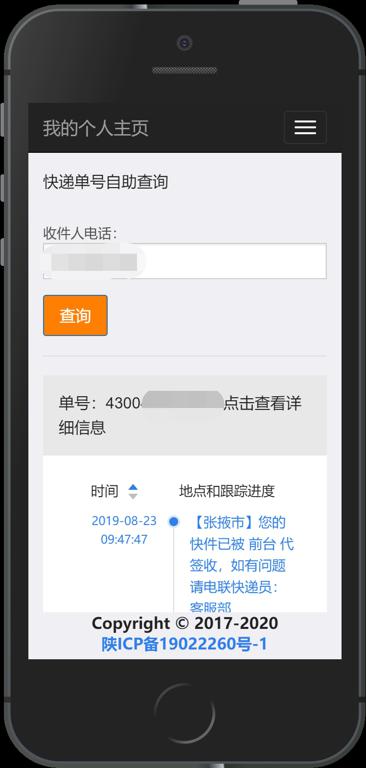 我的个人主页
快递单号自助查询
收件人电话：
查询
单号：4300
点击查看详
细信息
时间
地点和跟踪进度
2019-08-23
09:47:47
【张掖市】您的
快件已被 前台 代
签收，如有问题
请电联快递员：
客服部
Copyright © 2017-2020
陕ICP备19022260号-1